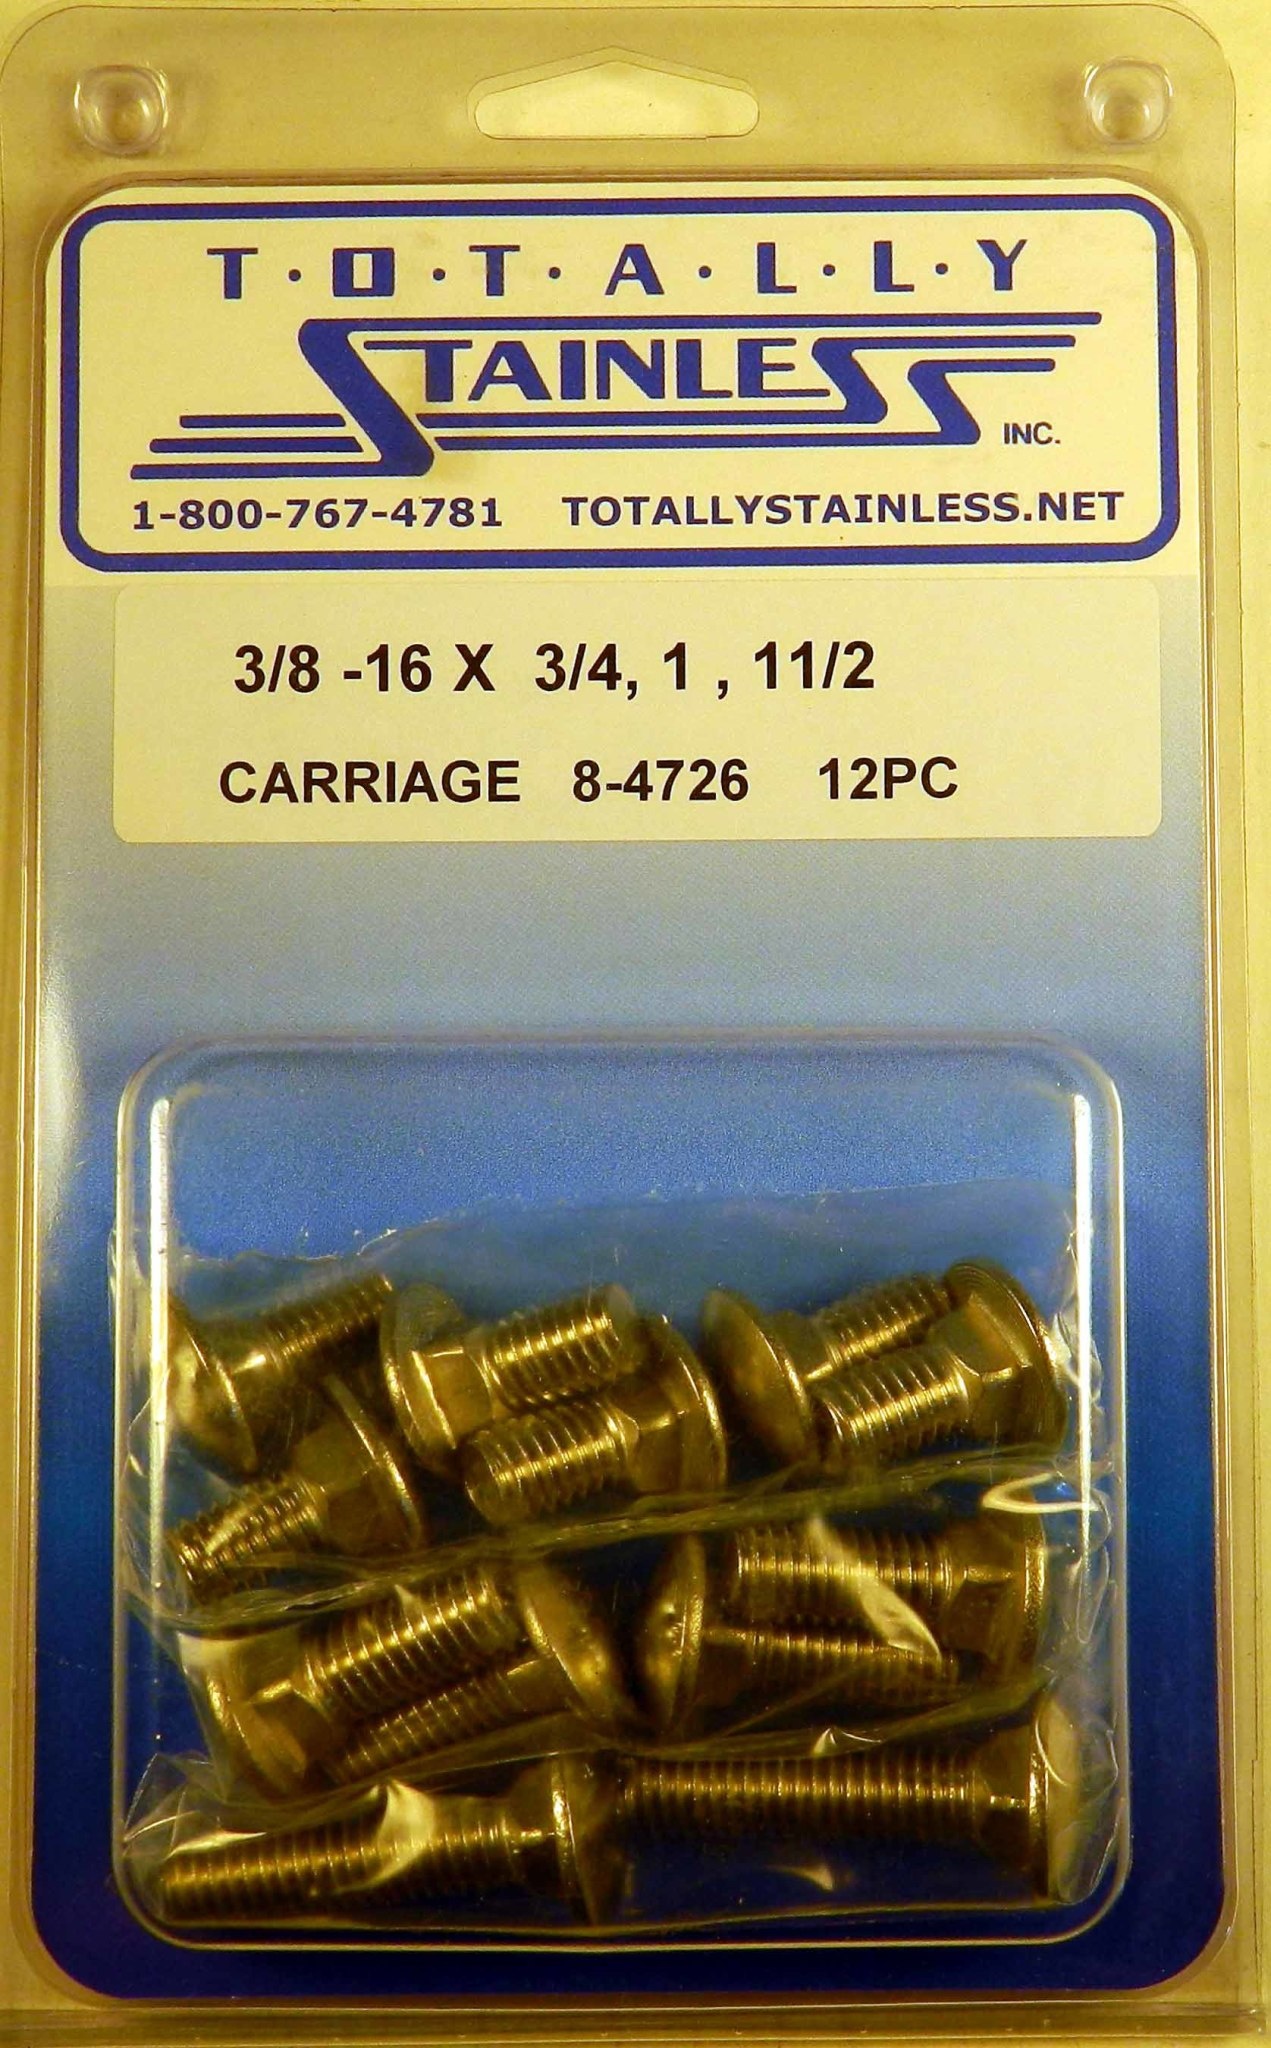 T·O·T·A·L·L·Y
STAINLESS INC.
1-800-767-4781 TOTALLYSTAINLESS.NET
3/8 -16 X 3/4, 1 , 11/2
CARRIAGE 8-4726 12PC